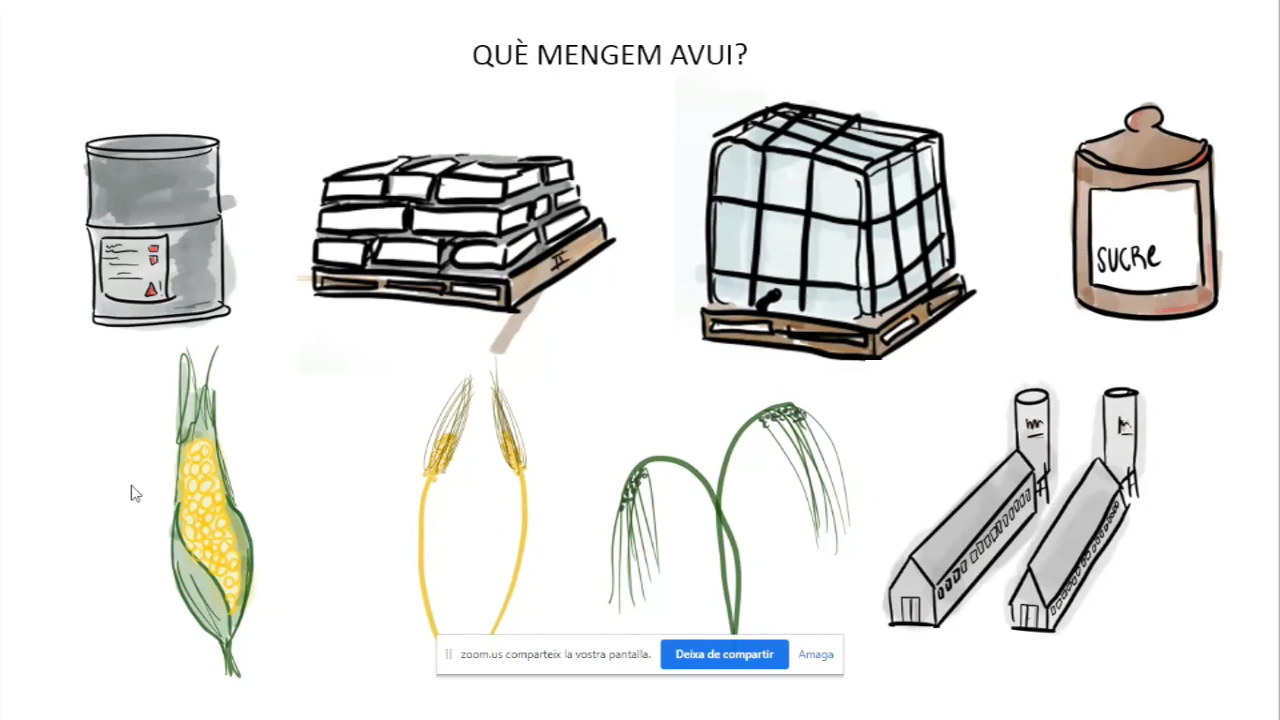 QUÈ MENGEM AVUI?
SUCRe
zoom.us comparteix la vostra pantalla. Deixa de compartir Amaga